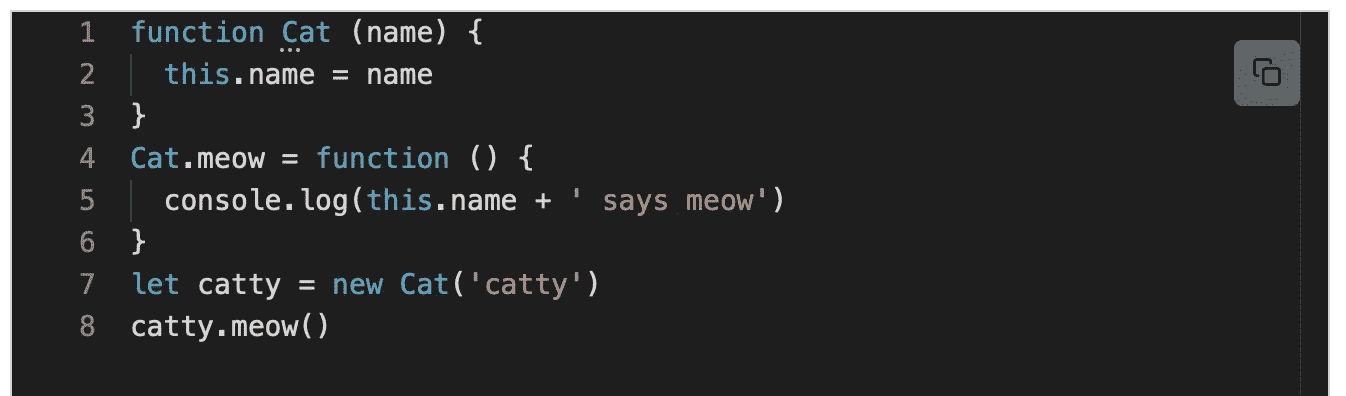 1 function Cat (name) {
2   this.name = name
3 }
4 Cat.meow = function () {
5   console.log(this.name + ' says meow')
6 }
7 let catty = new Cat('catty')
8 catty.meow()